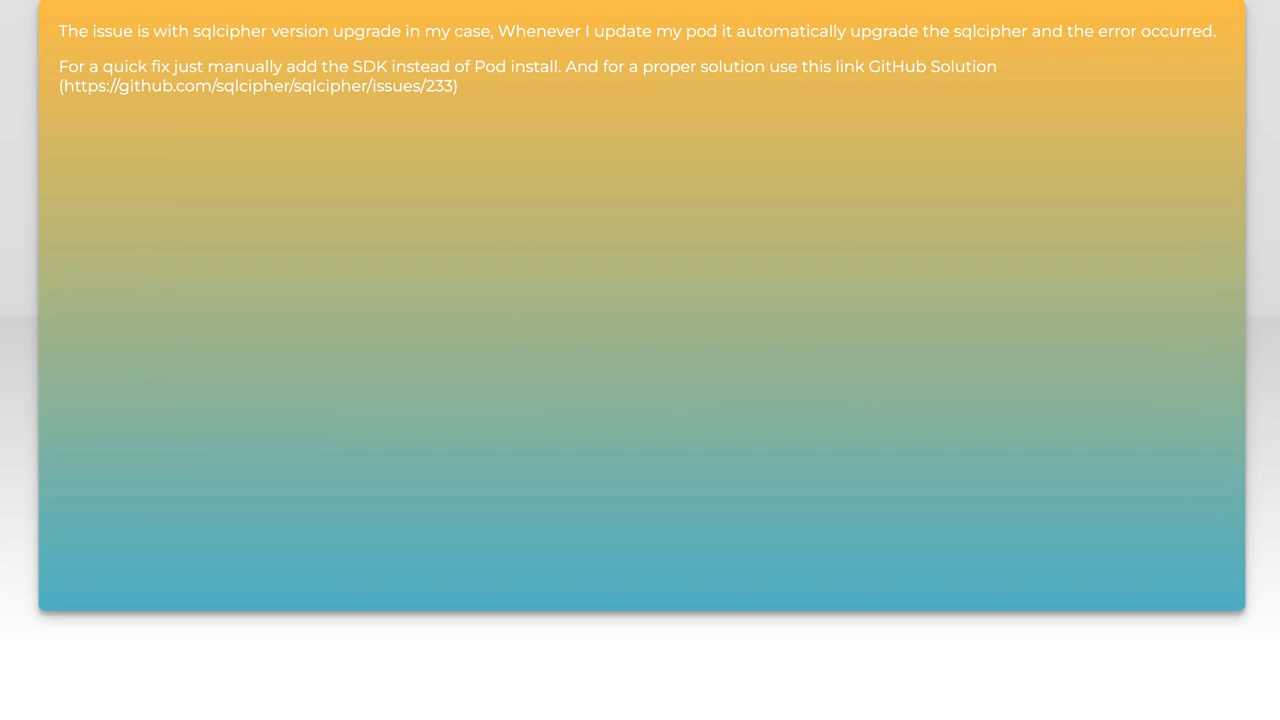 The issue is with sqlcipher version upgrade in my case, Whenever I update my pod it automatically upgrade the sqlcipher and the error occurred.
For a quick fix just manually add the SDK instead of Pod install. And for a proper solution use this link GitHub Solution
(https://github.com/sqlcipher/sqlcipher/issues/233)